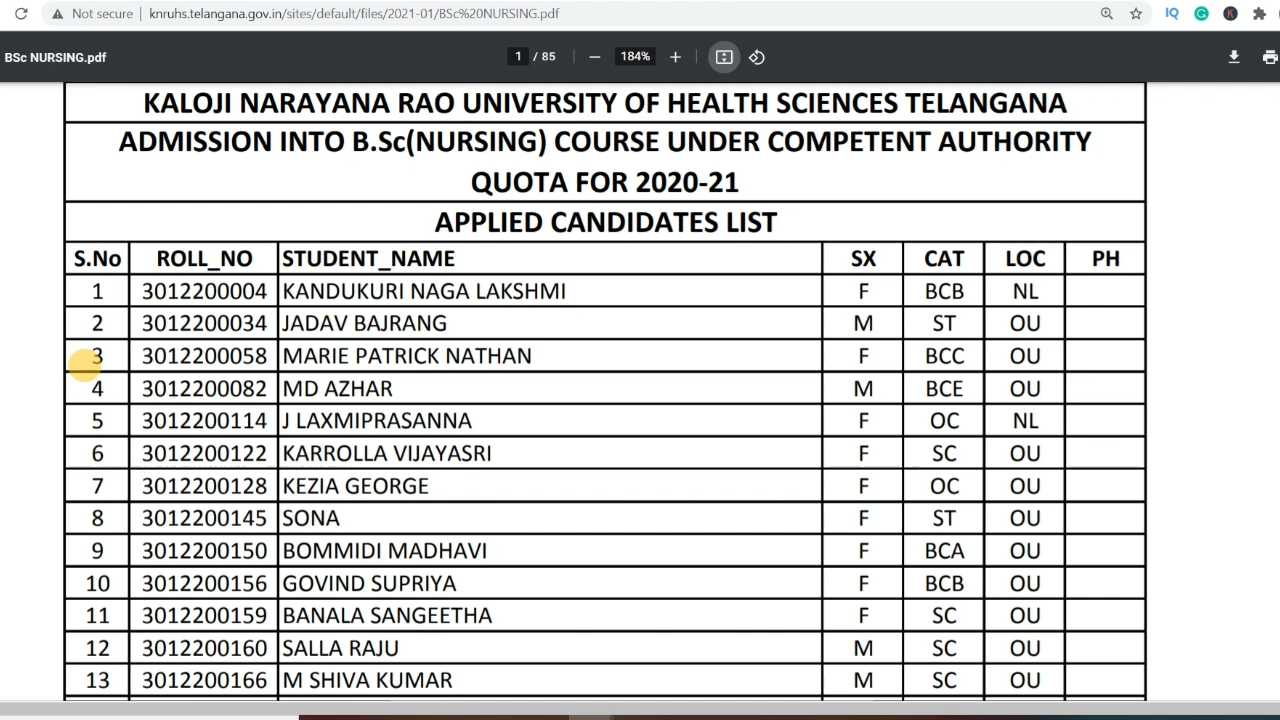 Not secure | knruhs.telangana.gov.in/sites/default/files/2021-01/BSc%20NURSING.pdf
BSc NURSING.pdf 1 / 85 184%
KALOJI NARAYANA RAO UNIVERSITY OF HEALTH SCIENCES TELANGANA
ADMISSION INTO B.Sc(NURSING) COURSE UNDER COMPETENT AUTHORITY
QUOTA FOR 2020-21
APPLIED CANDIDATES LIST
S.No ROLL_NO STUDENT_NAME SX CAT LOC PH
1 3012200004 KANDUKURI NAGA LAKSHMI F BCB NL
2 3012200034 JADAV BAJRANG M ST OU
3 3012200058 MARIE PATRICK NATHAN F BCC OU
4 3012200082 MD AZHAR M BCE OU
5 3012200114 J LAXMIPRASANNA F OC NL
6 3012200122 KARROLLA VIJAYASRI F SC OU
7 3012200128 KEZIA GEORGE F OC OU
8 3012200145 SONA F ST OU
9 3012200150 BOMMIDI MADHAVI F BCA OU
10 3012200156 GOVIND SUPRIYA F BCB OU
11 3012200159 BANALA SANGEETHA F SC OU
12 3012200160 SALLA RAJU M SC OU
13 3012200166 M SHIVA KUMAR M SC OU